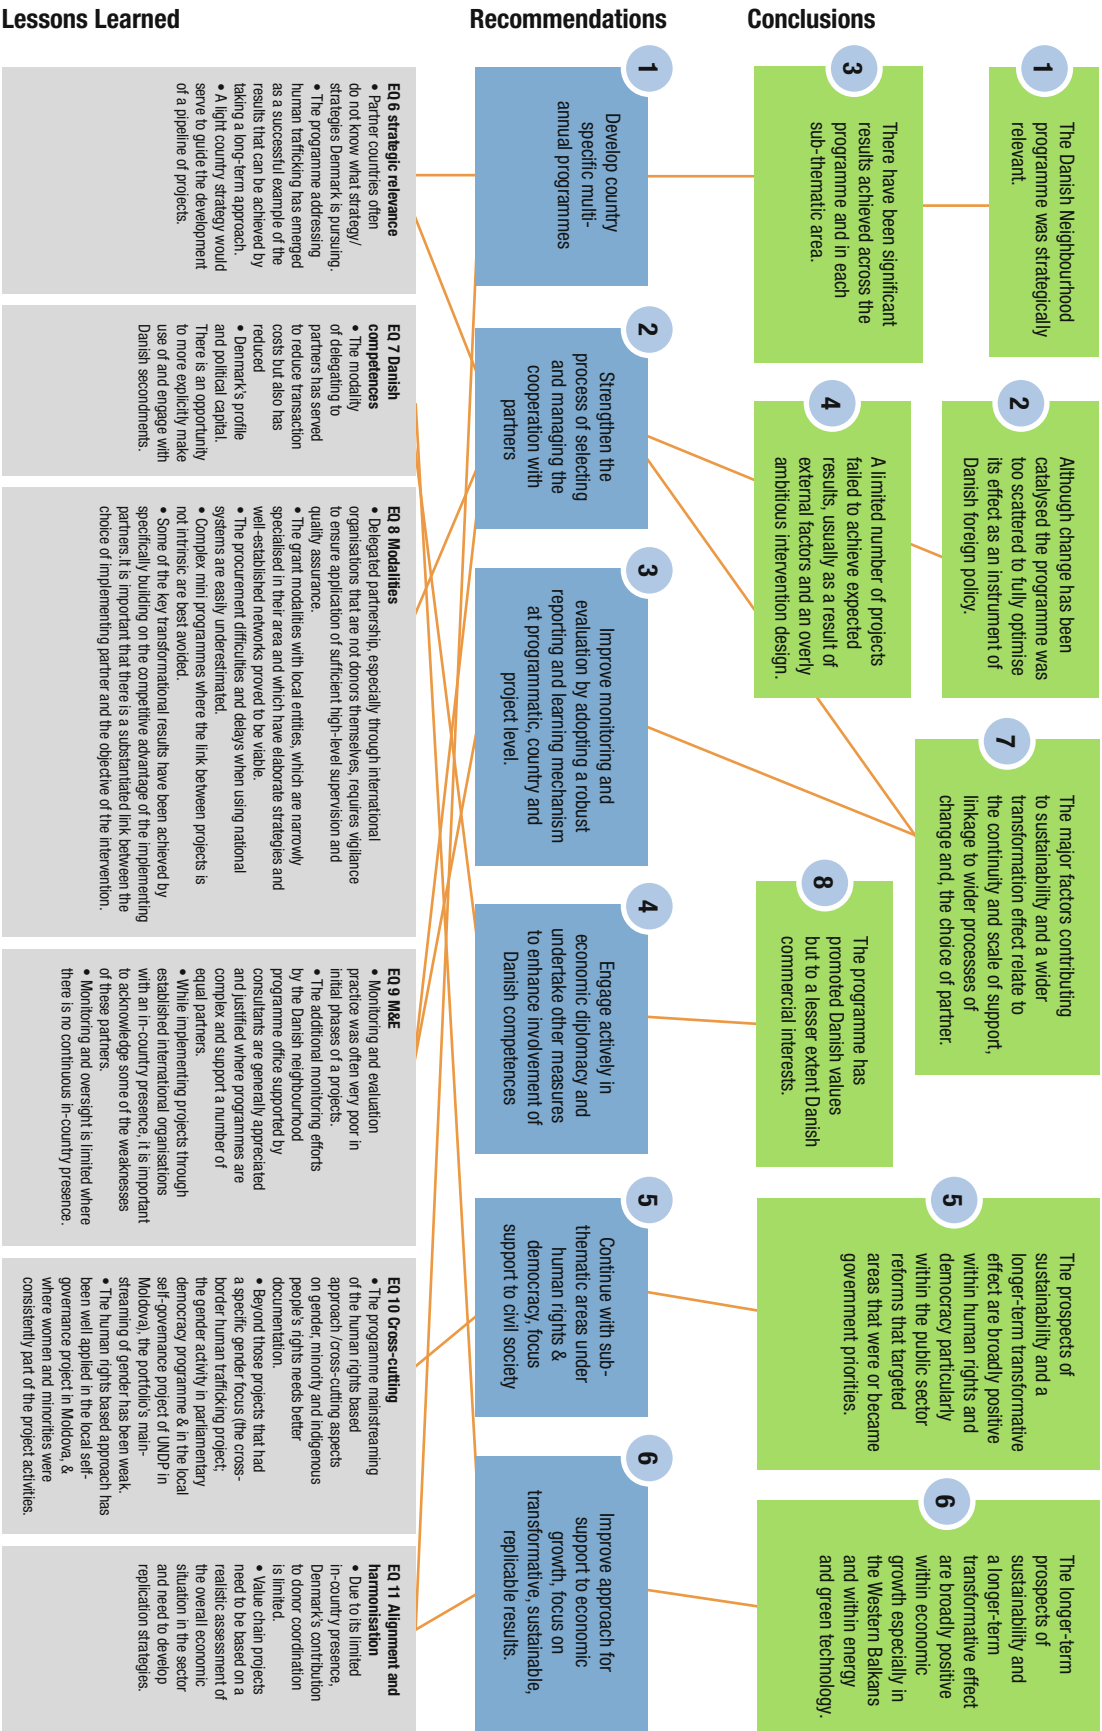 Lessons Learned
Recommendations
Conclusions
1
The Danish Neighbourhood
programme was strategically
relevant.
2
Although change has been
catalysed the programme was
too scattered to fully optimise
its effect as an instrument of
Danish foreign policy.
3
There have been significant
results achieved across the
programme and in each
sub-thematic area.
4
A limited number of projects
failed to achieve expected
results, usually as a result of
external factors and an overly
ambitious intervention design.
7
The major factors contributing
to sustainability and a wider
transformation effect relate to
the continuity and scale of support,
linkage to wider processes of
change and, the choice of partner.
8
The programme has
promoted Danish values
but to a lesser extent Danish
commercial interests.
5
The prospects of
sustainability and a
longer-term transformative
effect are broadly positive
within human rights and
democracy particularly
within the public sector
reforms that targeted
areas that were or became
government priorities.
6
The longer-term
prospects of
sustainability and
a longer-term
transformative effect
are broadly positive
within economic
growth especially in
the Western Balkans
and within energy
and green technology.
1
Develop country
specific multi-
annual programmes
2
Strengthen the
process of selecting
and managing the
cooperation with
partners
3
Improve monitoring and
evaluation by adopting a robust
reporting and learning mechanism
at programmatic, country and
project level.
4
Engage actively in
economic diplomacy and
undertake other measures
to enhance involvement of
Danish competences
5
Continue with sub-
thematic areas under
human rights &
democracy, focus
support to civil society
6
Improve approach for
support to economic
growth, focus on
transformative, sustainable,
replicable results.
EQ 6 strategic relevance
• Partner countries often
do not know what strategy/
strategies Denmark is pursuing.
• The programme addressing
human trafficking has emerged
as a successful example of the
results that can be achieved by
taking a long-term approach.
• A light country strategy would
serve to guide the development
of a pipeline of projects.
EQ 7 Danish
competences
• The modality
of delegating to
partners has served
to reduce transaction
costs but also has
reduced
• Denmark's profile
and political capital.
There is an opportunity
to more explicitly make
use of and engage with
Danish secondments.
EQ 8 Modalities
• Delegated partnership, especially through international
organisations that are not donors themselves, requires vigilance
to ensure application of sufficient high-level supervision and
quality assurance.
• The grant modalities with local entities, which are narrowly
specialised in their area and which have elaborate strategies and
well-established networks proved to be viable.
• The procurement difficulties and delays when using national
systems are easily underestimated.
• Complex mini programmes where the link between projects is
not intrinsic are best avoided.
• Some of the key transformational results have been achieved by
specifically building on the competitive advantage of the implementing
partners.It is important that there is a substantiated link between the
choice of implementing partner and the objective of the intervention.
EQ 9 M&E
• Monitoring and evaluation
practice was often very poor in
initial phases of a projects.
• The additional monitoring efforts
by the Danish neighbourhood
programme office supported by
consultants are generally appreciated
and justified where programmes are
complex and support a number of
equal partners.
• While implementing projects through
established international organisations
with an in-country presence, it is important
to acknowledge some of the weaknesses
of these partners.
• Monitoring and oversight is limited where
there is no continuous in-country presence.
EQ 10 Cross-cutting
• The programme mainstreaming
of the human rights based
approach /cross-cutting aspects
on gender, minority and indigenous
people's rights needs better
documentation.
• Beyond those projects that had
a specific gender focus (the cross-
border human trafficking project;
the gender activity in parliamentary
democracy programme & in the local
self-governance project of UNDP in
Moldova), the portfolio's main-
streaming of gender has been weak.
• The human rights based approach has
been well applied in the local self-
governance project in Moldova, &
where women and minorities were
consistently part of the project activities.
EQ 11 Alignment and
harmonisation
• Due to its limited
in-country presence,
Denmark's contribution
to donor coordination
is limited.
• Value chain projects
need to be based on a
realistic assessment of
the overall economic
situation in the sector
and need to develop
replication strategies.